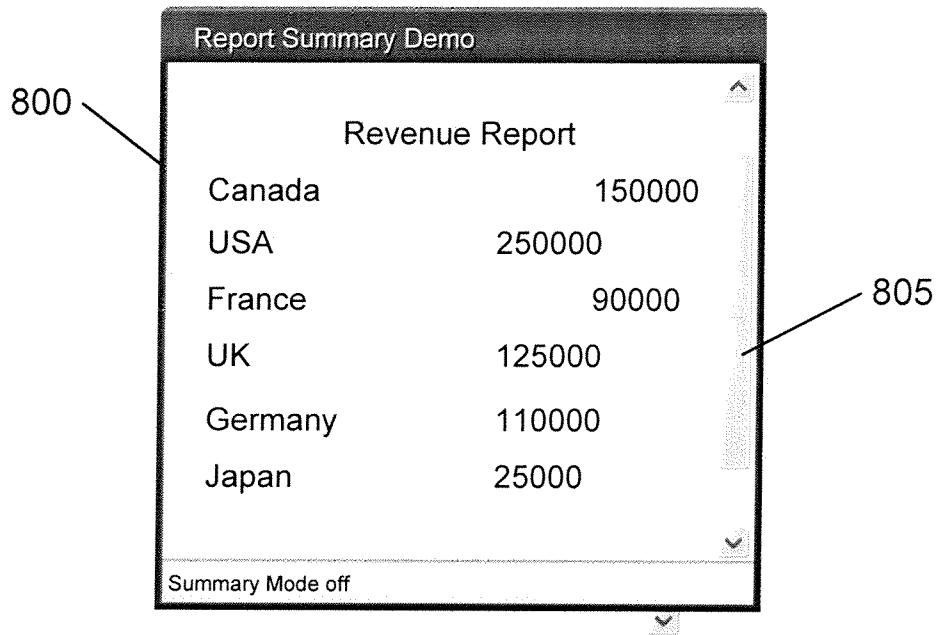 Report Summary Demo
800
Revenue Report
Canada 150000
USA 250000
France 90000
805
UK 125000
Germany 110000
Japan 25000
Summary Mode off